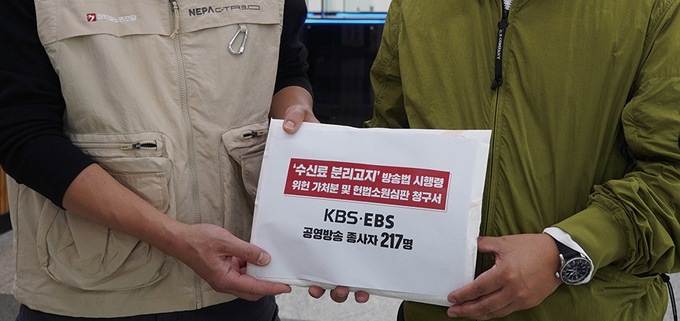 NEPA C-TR3.0
'수신료 분리고지' 방송법 시행령
위헌 가처분 및 헌법소원심판 청구서
KBS·EBS
공영방송 종사자 217명